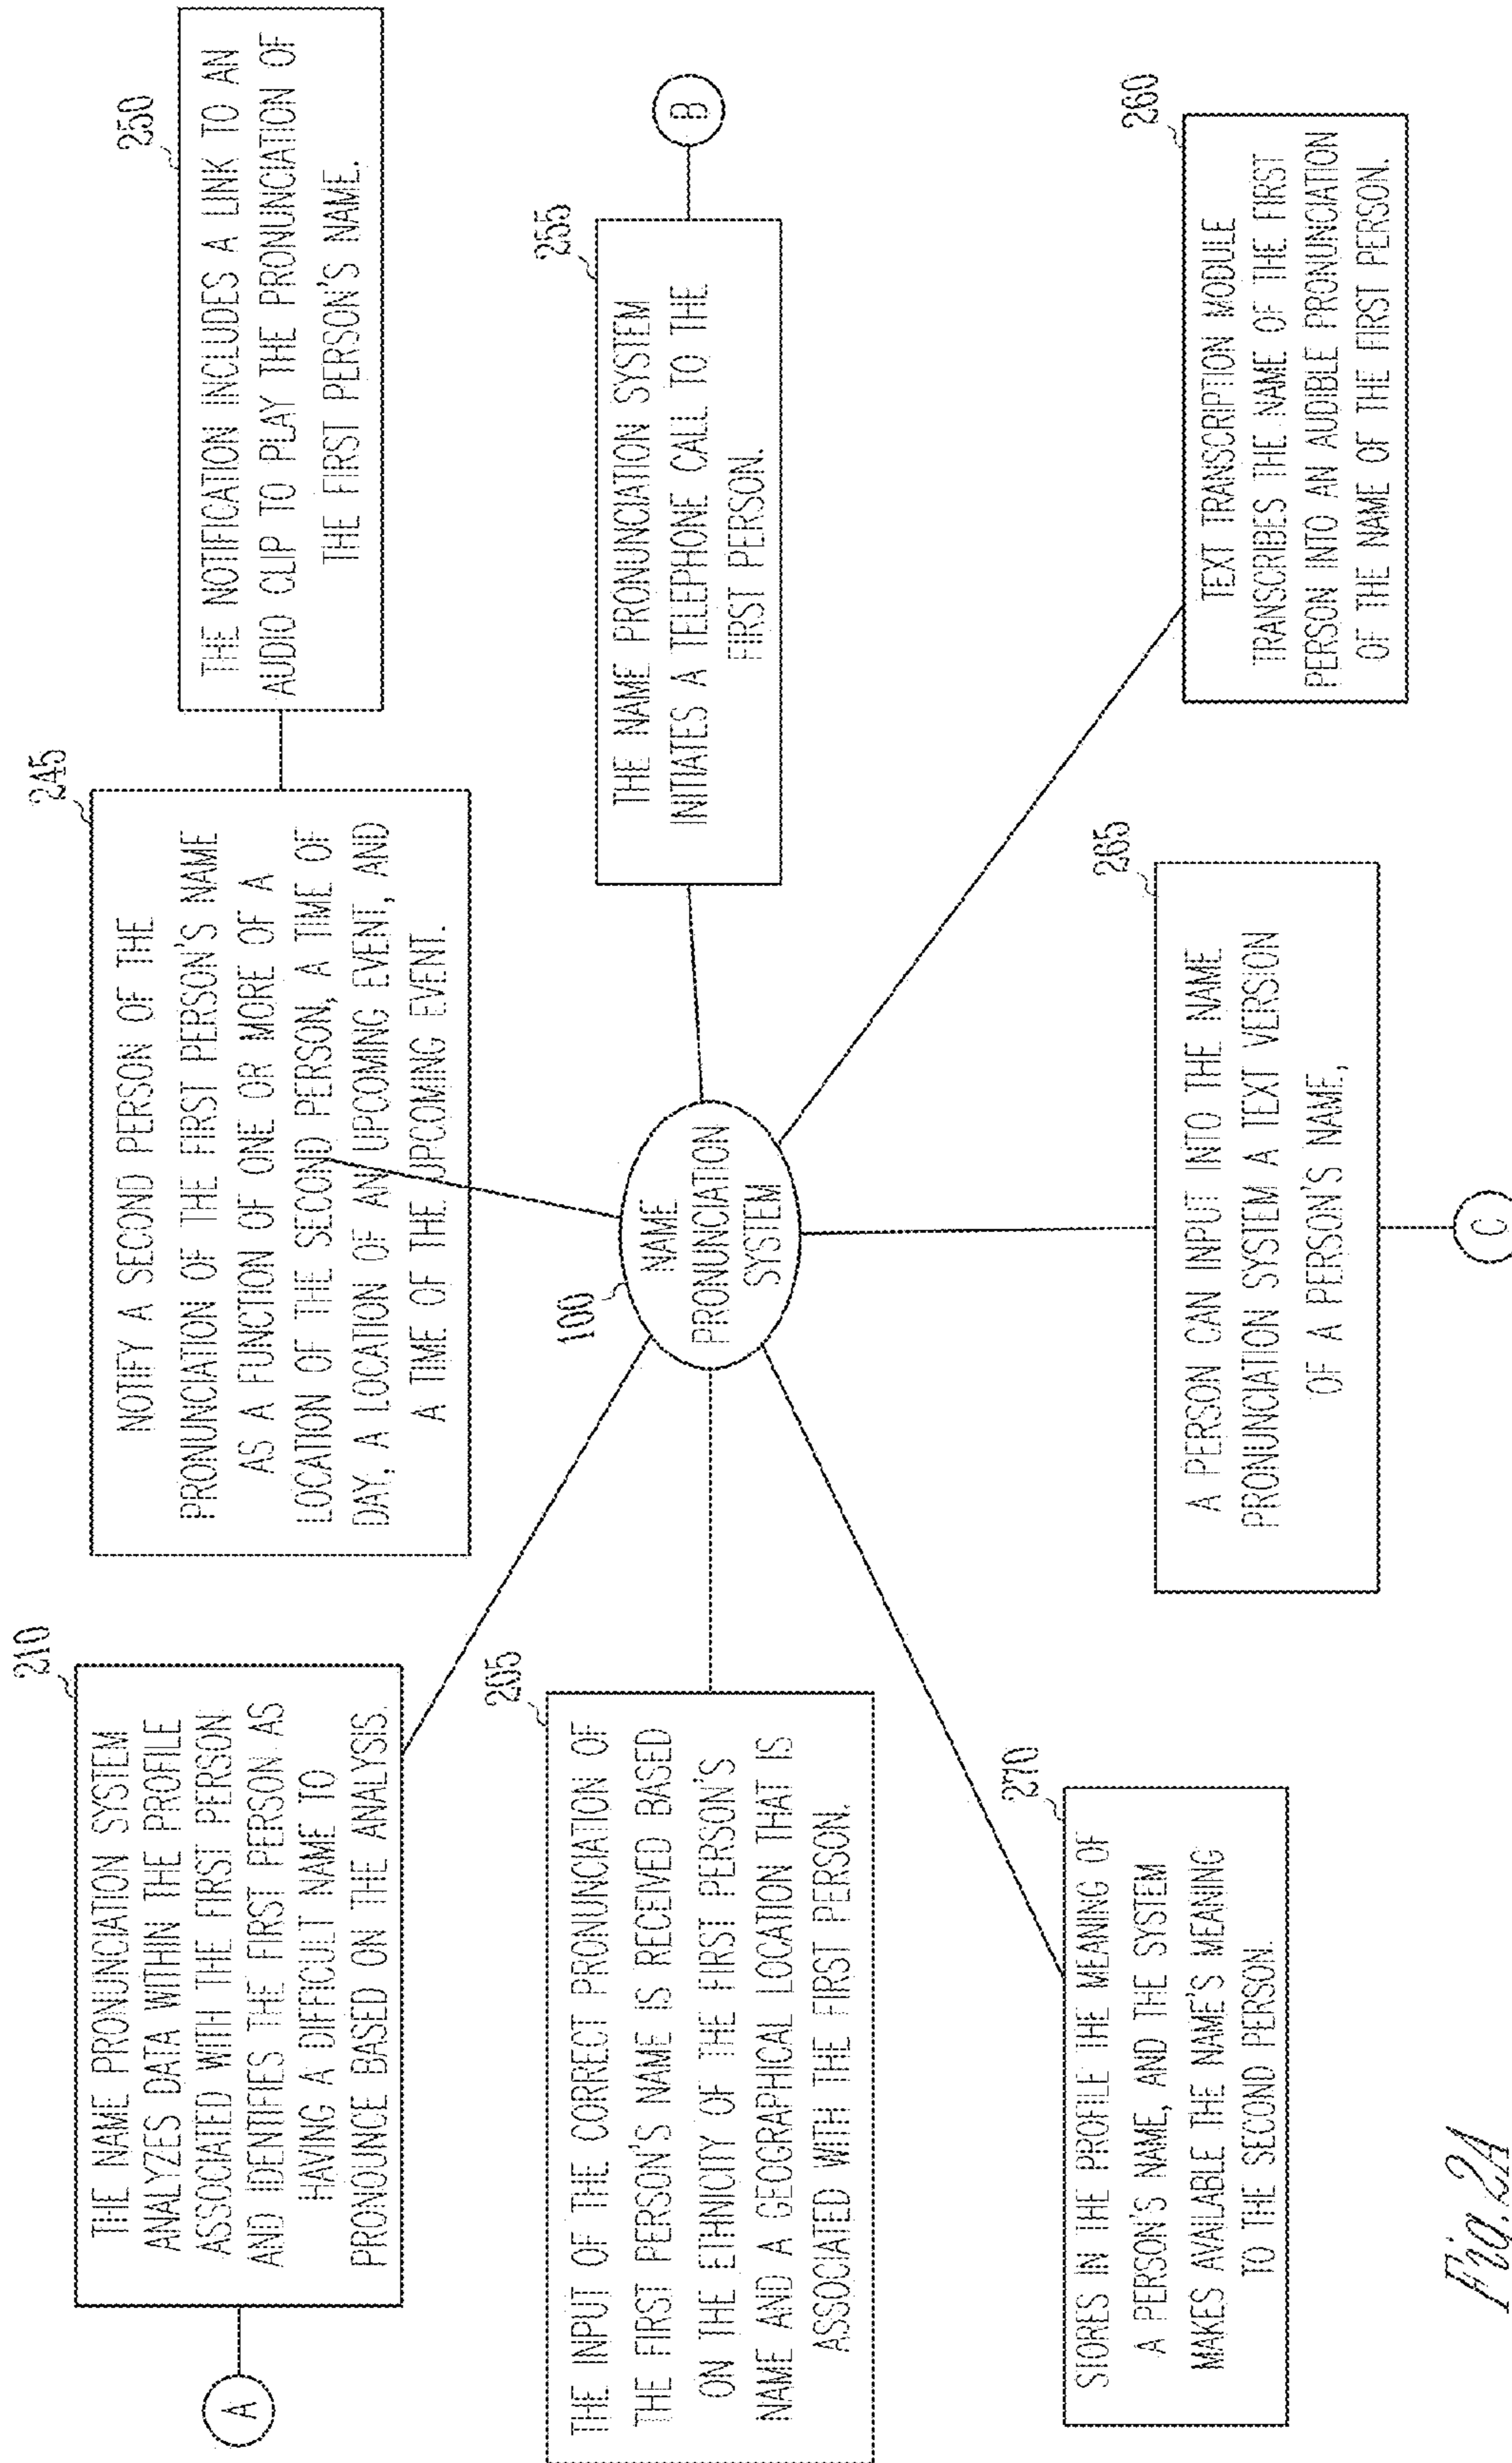 210
THE NAME PRONUNCIATION SYSTEM
ANALYZES DATA WITHIN THE PROFILE
ASSOCIATED WITH THE FIRST PERSON
AND IDENTIFIES THE FIRST PERSON AS
HAVING A DIFFICULT NAME TO
PRONOUNCE BASED ON THE ANALYSIS.
A
245
NOTIFY A SECOND PERSON OF THE
PRONUNCIATION OF THE FIRST PERSON'S NAME
AS A FUNCTION OF ONE OR MORE OF A
LOCATION OF THE SECOND PERSON, A TIME OF
DAY, A LOCATION OF AN UPCOMING EVENT, AND
A TIME OF THE UPCOMING EVENT.
250
THE NOTIFICATION INCLUDES A LINK TO AN
AUDIO CLIP TO PLAY THE PRONUNCIATION OF
THE FIRST PERSON'S NAME.
205
THE INPUT OF THE CORRECT PRONUNCIATION OF
THE FIRST PERSON'S NAME IS RECEIVED BASED
ON THE ETHNICITY OF THE FIRST PERSON'S
NAME AND A GEOGRAPHICAL LOCATION THAT IS
ASSOCIATED WITH THE FIRST PERSON.
100
NAME
PRONUNCIATION
SYSTEM
255
THE NAME PRONUNCIATION SYSTEM
INITIATES A TELEPHONE CALL TO THE
FIRST PERSON.
B
270
STORES IN THE PROFILE THE MEANING OF
A PERSON'S NAME, AND THE SYSTEM
MAKES AVAILABLE THE NAME'S MEANING
TO THE SECOND PERSON.
265
A PERSON CAN INPUT INTO THE NAME
PRONUNCIATION SYSTEM A TEXT VERSION
OF A PERSON'S NAME,
C
260
TEXT TRANSCRIPTION MODULE
TRANSCRIBES THE NAME OF THE FIRST
PERSON INTO AN AUDIBLE PRONUNCIATION
OF THE NAME OF THE FIRST PERSON.
Fig. 2A